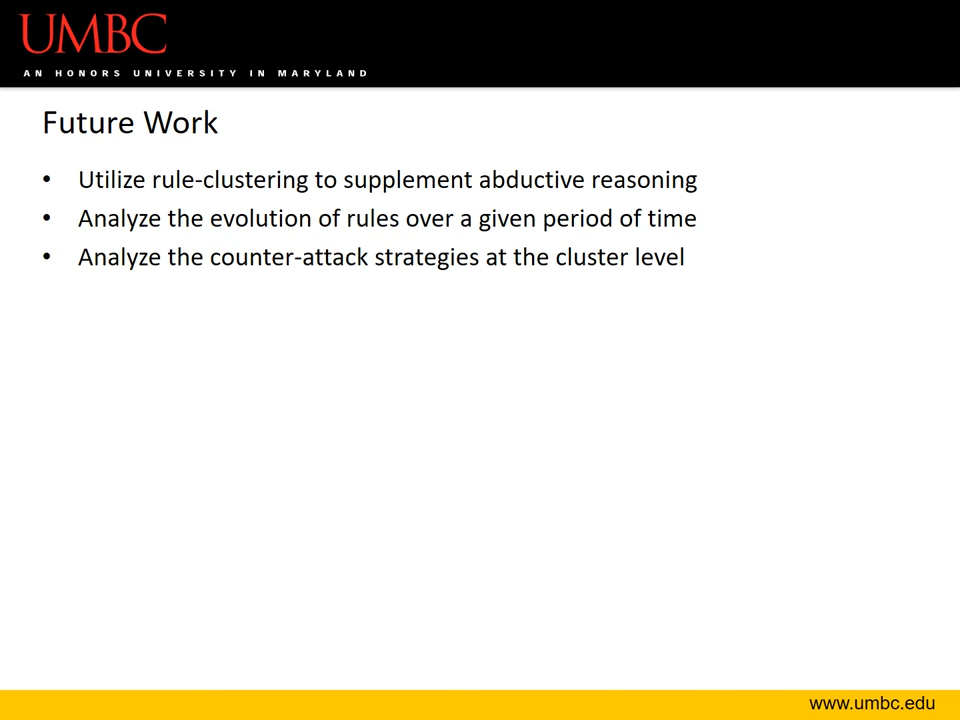 UMBC
AN HONORS UNIVERSITY IN MARYLAND
Future Work
• Utilize rule-clustering to supplement abductive reasoning
• Analyze the evolution of rules over a given period of time
• Analyze the counter-attack strategies at the cluster level
www.umbc.edu